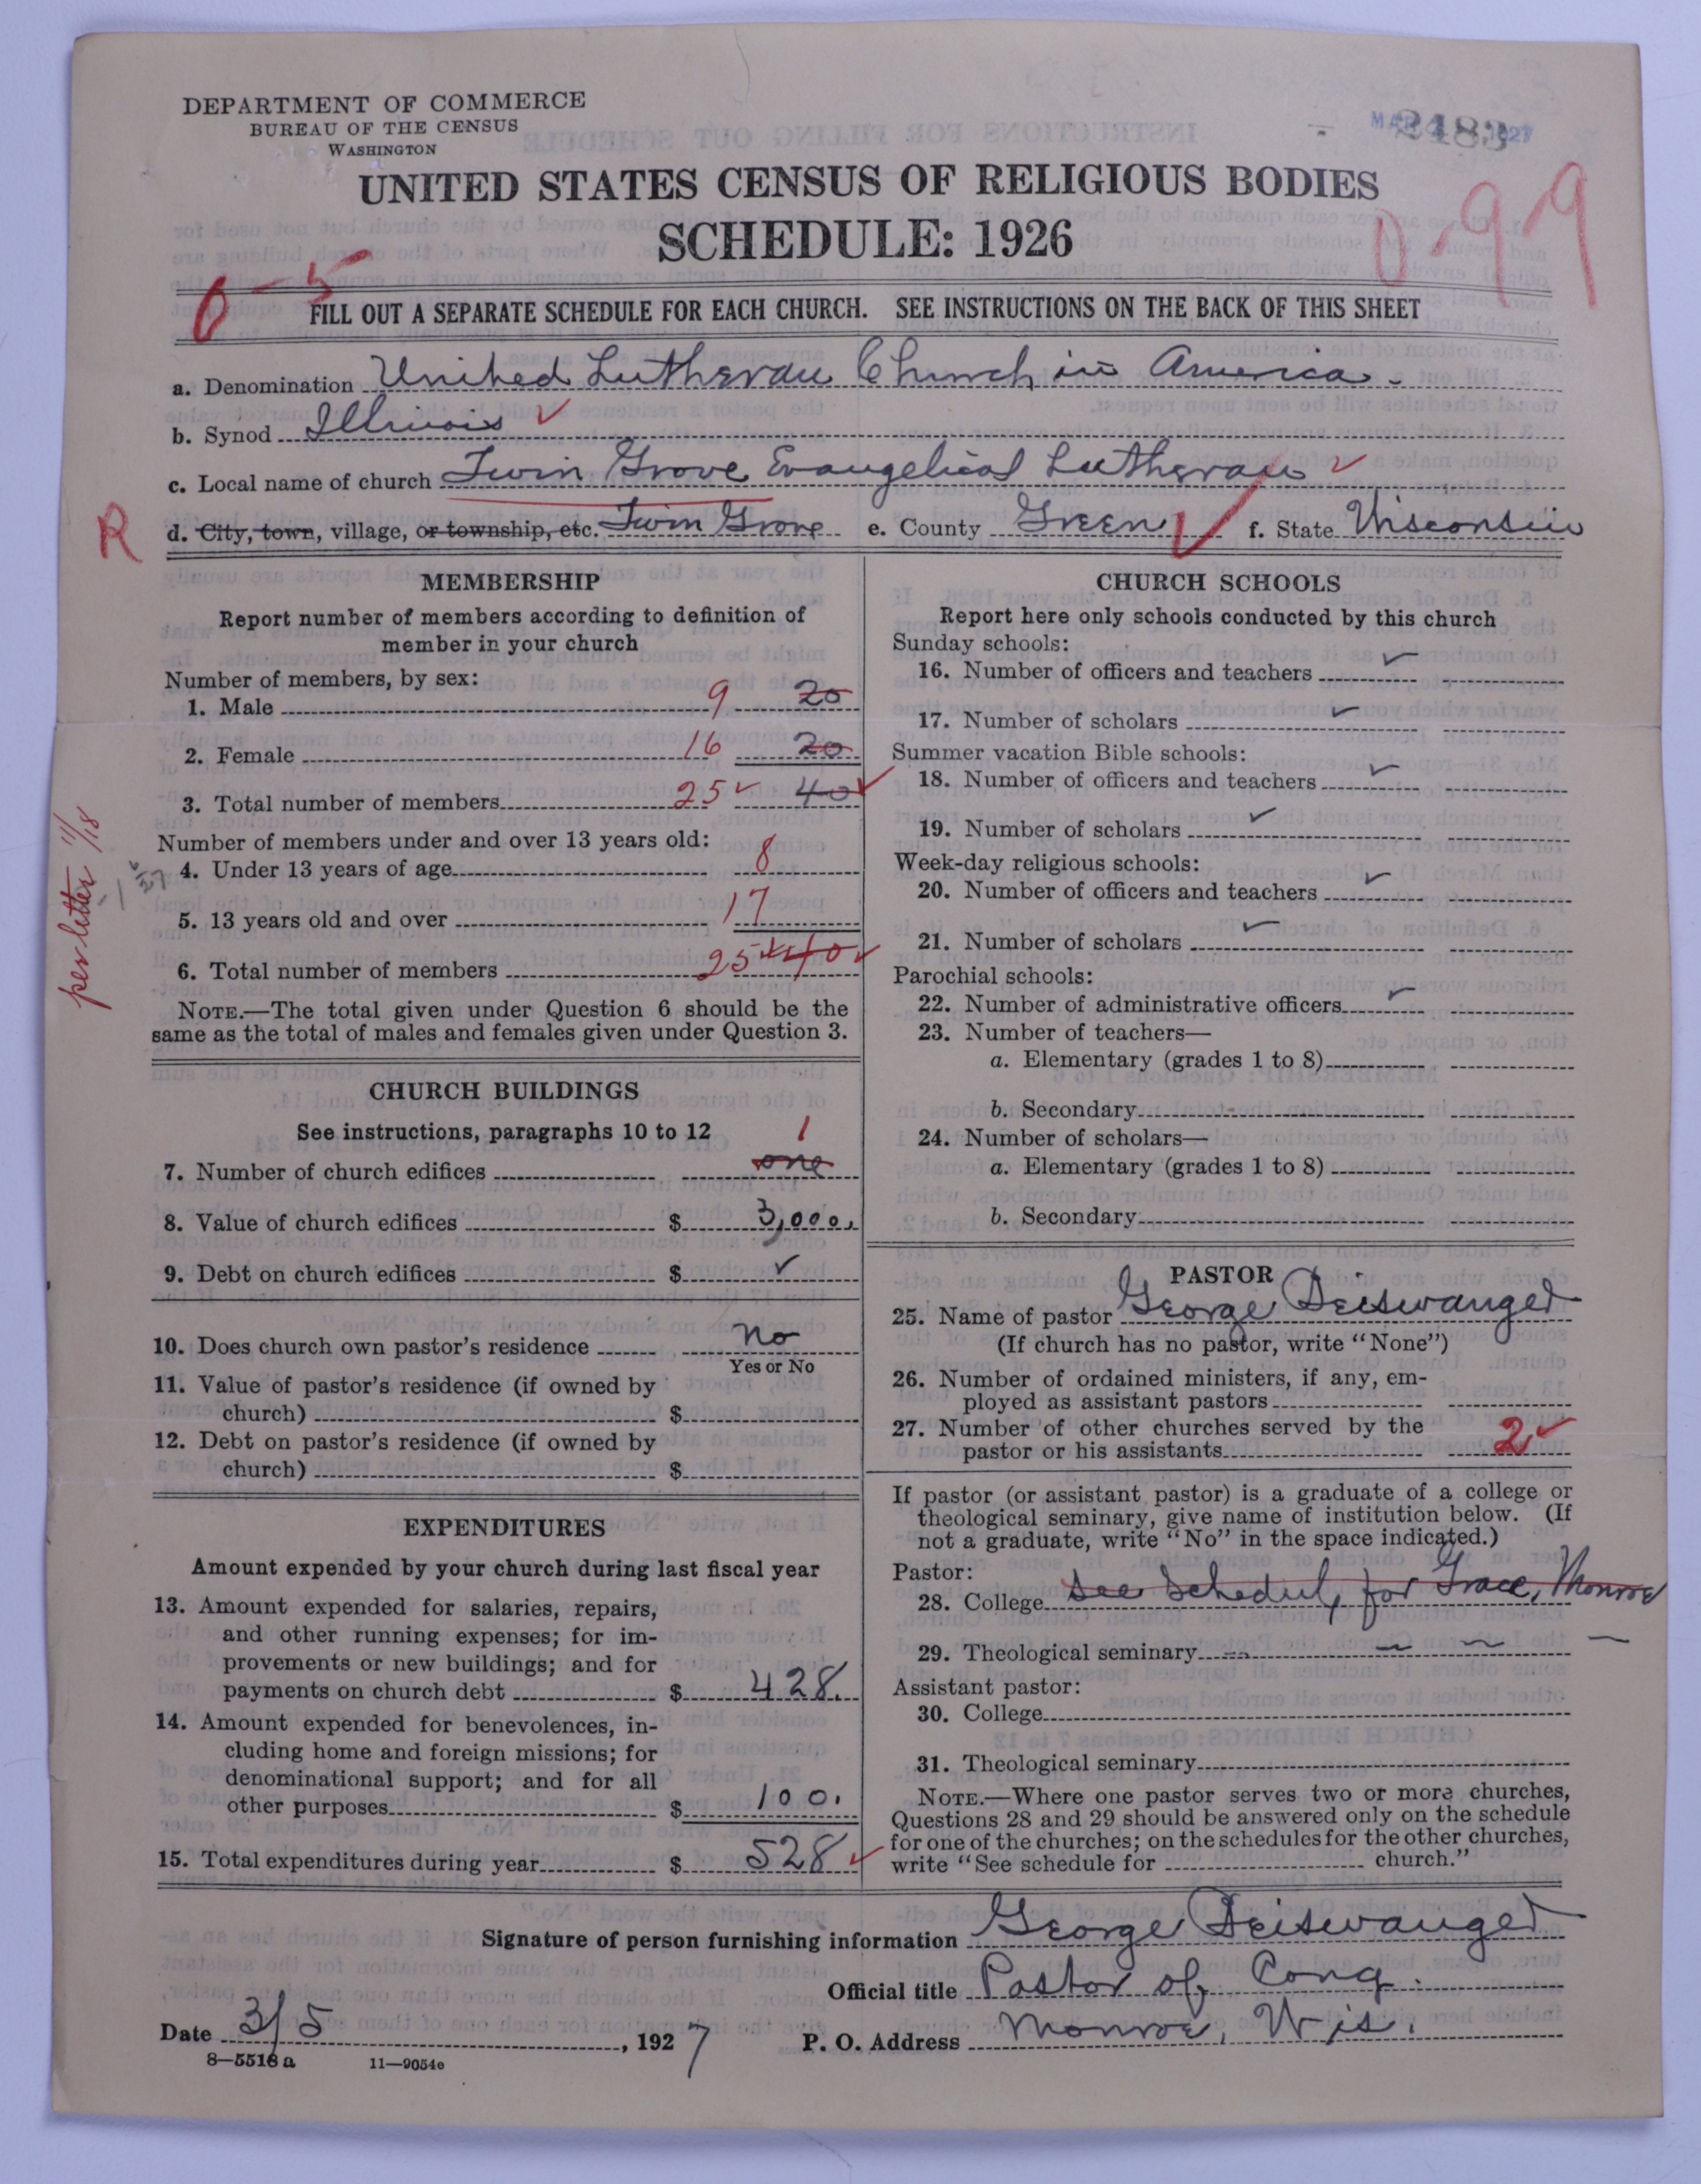 DEPARTMENT OF COMMERCE
BUREAU OF THE CENSUS
WASHINGTON
2483
UNITED STATES CENSUS OF RELIGIOUS BODIES
SCHEDULE: 1926
0-99
0-5
FILL OUT A SEPARATE SCHEDULE FOR EACH CHURCH. SEE INSTRUCTIONS ON THE BACK OF THIS SHEET
a. Denomination United Lutheran Church in America.
b. Synod Illinois ✓
c. Local name of church Twin Grove Evangelical Lutheran ✓
R
d. City, town, village, or township, etc. Twin Grove e. County Green ✓ f. State Wisconsin
MEMBERSHIP
Report number of members according to definition of
member in your church
Number of members, by sex:
1. Male 9 20
2. Female 16 20
3. Total number of members 25 ✓ 40 ✓
Number of members under and over 13 years old:
4. Under 13 years of age 8
5. 13 years old and over 17
6. Total number of members 25 40 ✓
per letter 11/18
NOTE.—The total given under Question 6 should be the
same as the total of males and females given under Question 3.
CHURCH BUILDINGS
See instructions, paragraphs 10 to 12
1
7. Number of church edifices one
8. Value of church edifices $ 3,000.
9. Debt on church edifices $ ✓
10. Does church own pastor's residence no
Yes or No
11. Value of pastor's residence (if owned by
church) $
12. Debt on pastor's residence (if owned by
church) $
EXPENDITURES
Amount expended by your church during last fiscal year
13. Amount expended for salaries, repairs,
and other running expenses; for im-
provements or new buildings; and for
payments on church debt $ 428.
14. Amount expended for benevolences, in-
cluding home and foreign missions; for
denominational support; and for all
other purposes $ 100.
15. Total expenditures during year $ 528 ✓
CHURCH SCHOOLS
Report here only schools conducted by this church
Sunday schools:
16. Number of officers and teachers ✓
17. Number of scholars ✓
Summer vacation Bible schools:
18. Number of officers and teachers ✓
19. Number of scholars ✓
Week-day religious schools:
20. Number of officers and teachers ✓
21. Number of scholars ✓
Parochial schools:
22. Number of administrative officers ✓
23. Number of teachers—
a. Elementary (grades 1 to 8)
b. Secondary
24. Number of scholars—
a. Elementary (grades 1 to 8)
b. Secondary
PASTOR
25. Name of pastor George Beiswanger
(If church has no pastor, write "None")
26. Number of ordained ministers, if any, em-
ployed as assistant pastors
27. Number of other churches served by the
pastor or his assistants 2 ✓
If pastor (or assistant pastor) is a graduate of a college or
theological seminary, give name of institution below. (If
not a graduate, write "No" in the space indicated.)
Pastor:
28. College see schedule for Grace, Monroe
29. Theological seminary
Assistant pastor:
30. College
31. Theological seminary
NOTE.—Where one pastor serves two or more churches,
Questions 28 and 29 should be answered only on the schedule
for one of the churches; on the schedules for the other churches,
write "See schedule for church."
Signature of person furnishing information George Beiswanger
Official title Pastor of Cong.
Date 3/5, 1927 P. O. Address Monroe, Wis.
8—5518 a 11—9054e